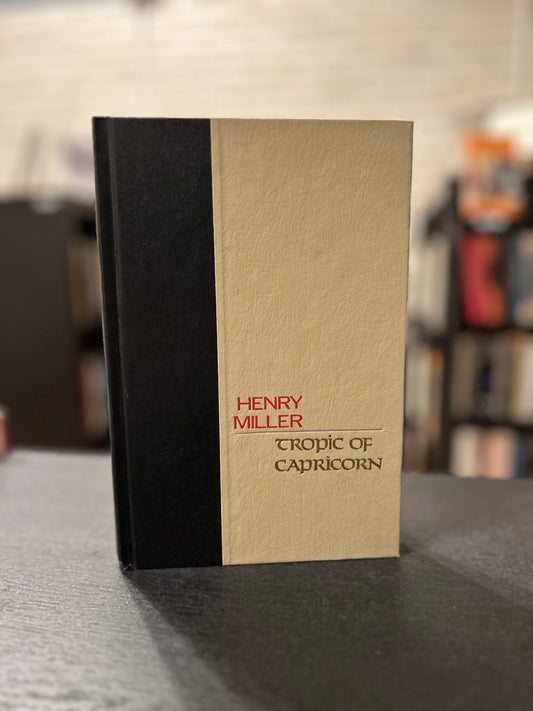 HENRY
MILLER
TROPIC OF
CAPRICORN